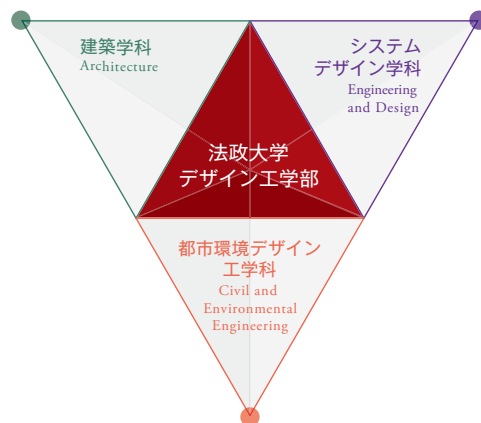 建築学科
Architecture
システム
デザイン学科
Engineering
and Design
法政大学
デザイン工学部
都市環境デザイン
工学科
Civil and
Environmental
Engineering